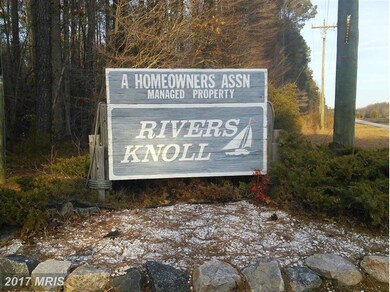 A HOMEOWNERS ASSN
MANAGED PROPERTY
RIVERS
KNOLL
© 2017 MRIS